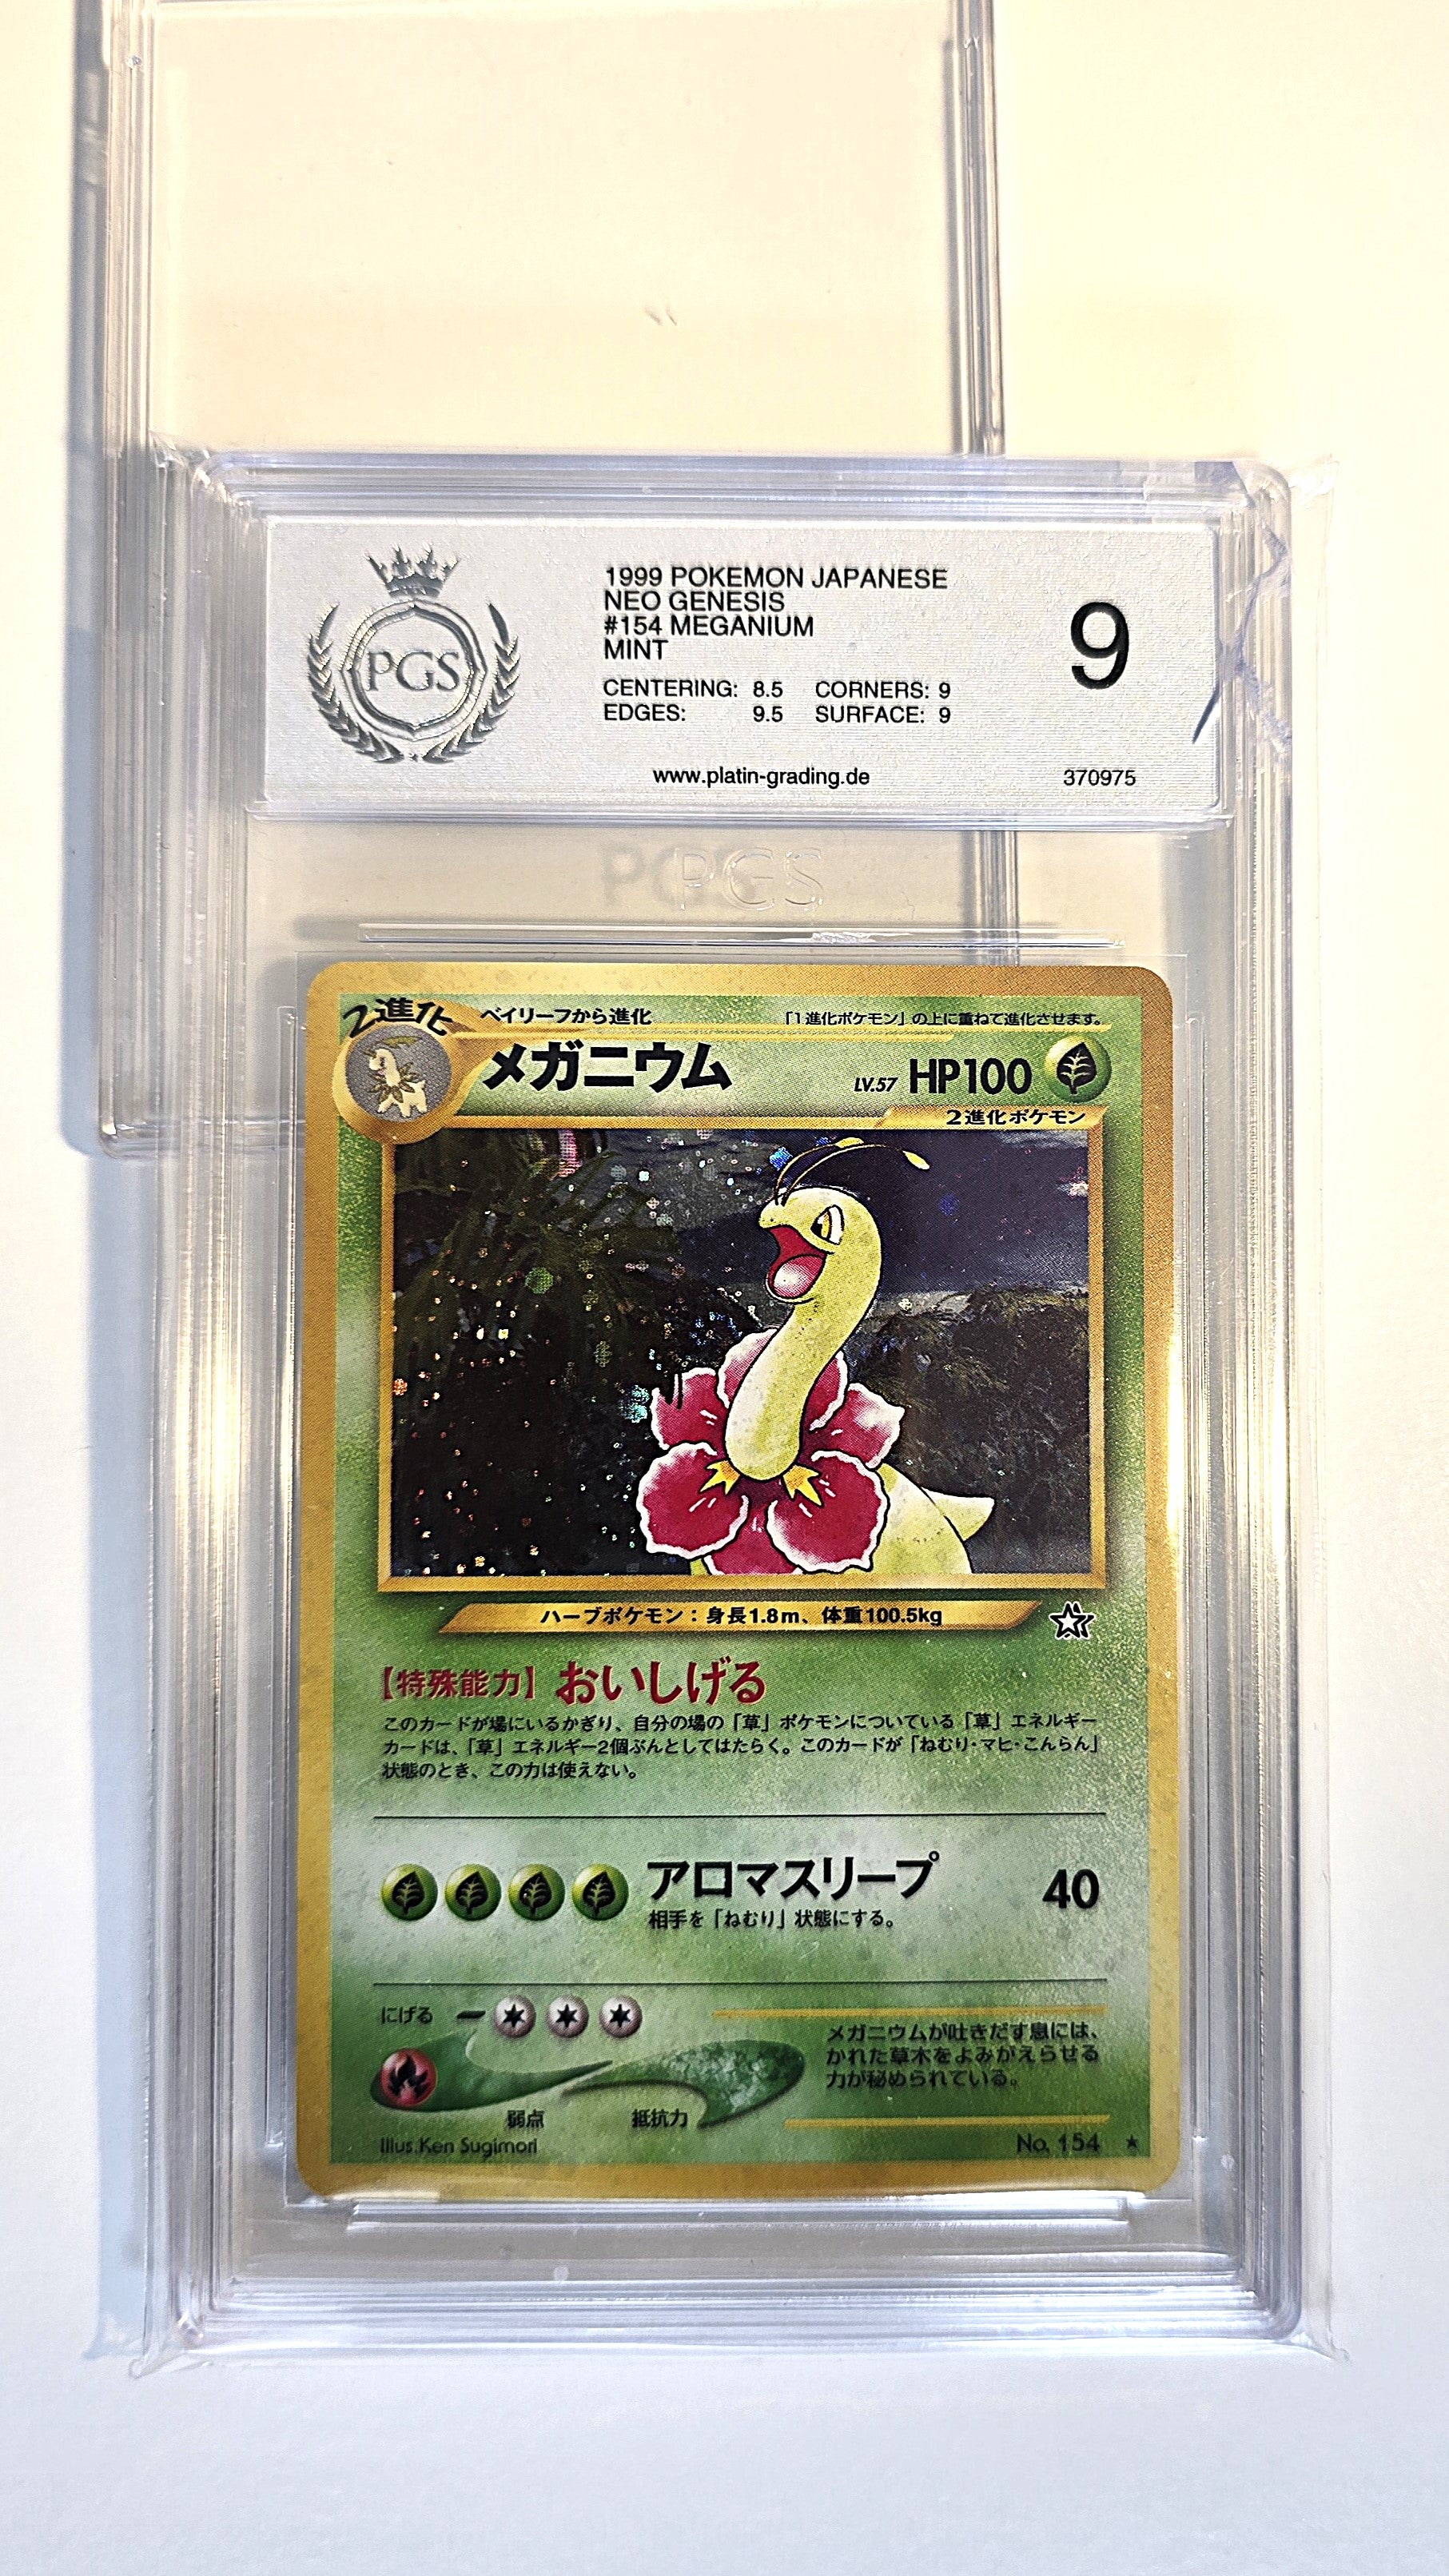 PGS
1999 POKEMON JAPANESE
NEO GENESIS
#154 MEGANIUM
MINT
CENTERING: 8.5 CORNERS: 9
EDGES: 9.5 SURFACE: 9
9
www.platin-grading.de
370975
PGS
2進化
ベイリーフから進化
「1進化ポケモン」の上に重ねて進化させます。
メガニウム
LV.57 HP100
2進化ポケモン
ハーブポケモン：身長1.8m、体重100.5kg
【特殊能力】おいしげる
このカードが場にいるかぎり、自分の場の「草」ポケモンについている「草」エネルギー
カードは、「草」エネルギー2個ぶんとしてはたらく。このカードが「ねむり・マヒ・こんらん」
状態のとき、この力は使えない。
アロマスリープ 40
相手を「ねむり」状態にする。
にげる
メガニウムが吐きだす息には、
かれた草木をよみがえらせる
力が秘められている。
弱点 抵抗力
Illus. Ken Sugimori
No. 154 ★